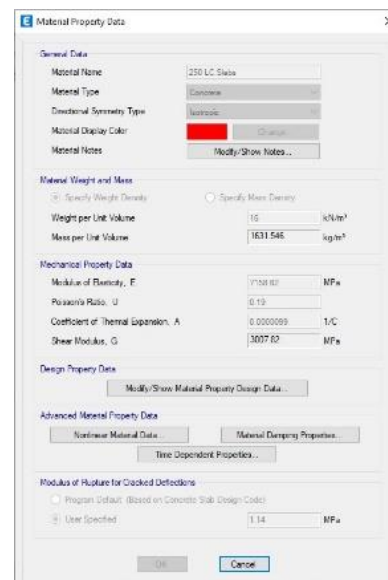 E Material Property Data
General Data
Material Name 250 LC Slabs
Material Type Concrete
Directional Symmetry Type Isotropic
Material Display Color Change...
Material Notes Modify/Show Notes...
Material Weight and Mass
Specify Weight Density Specify Mass Density
Weight per Unit Volume 16 kN/m³
Mass per Unit Volume 1631.546 kg/m³
Mechanical Property Data
Modulus of Elasticity, E 7158.62 MPa
Poisson's Ratio, U 0.19
Coefficient of Thermal Expansion, A 0.0000099 1/C
Shear Modulus, G 3007.82 MPa
Design Property Data
Modify/Show Material Property Design Data...
Advanced Material Property Data
Nonlinear Material Data... Material Damping Properties...
Time Dependent Properties...
Modulus of Rupture for Cracked Deflections
Program Default (Based on Concrete Slab Design Code)
User Specified 1.14 MPa
OK Cancel